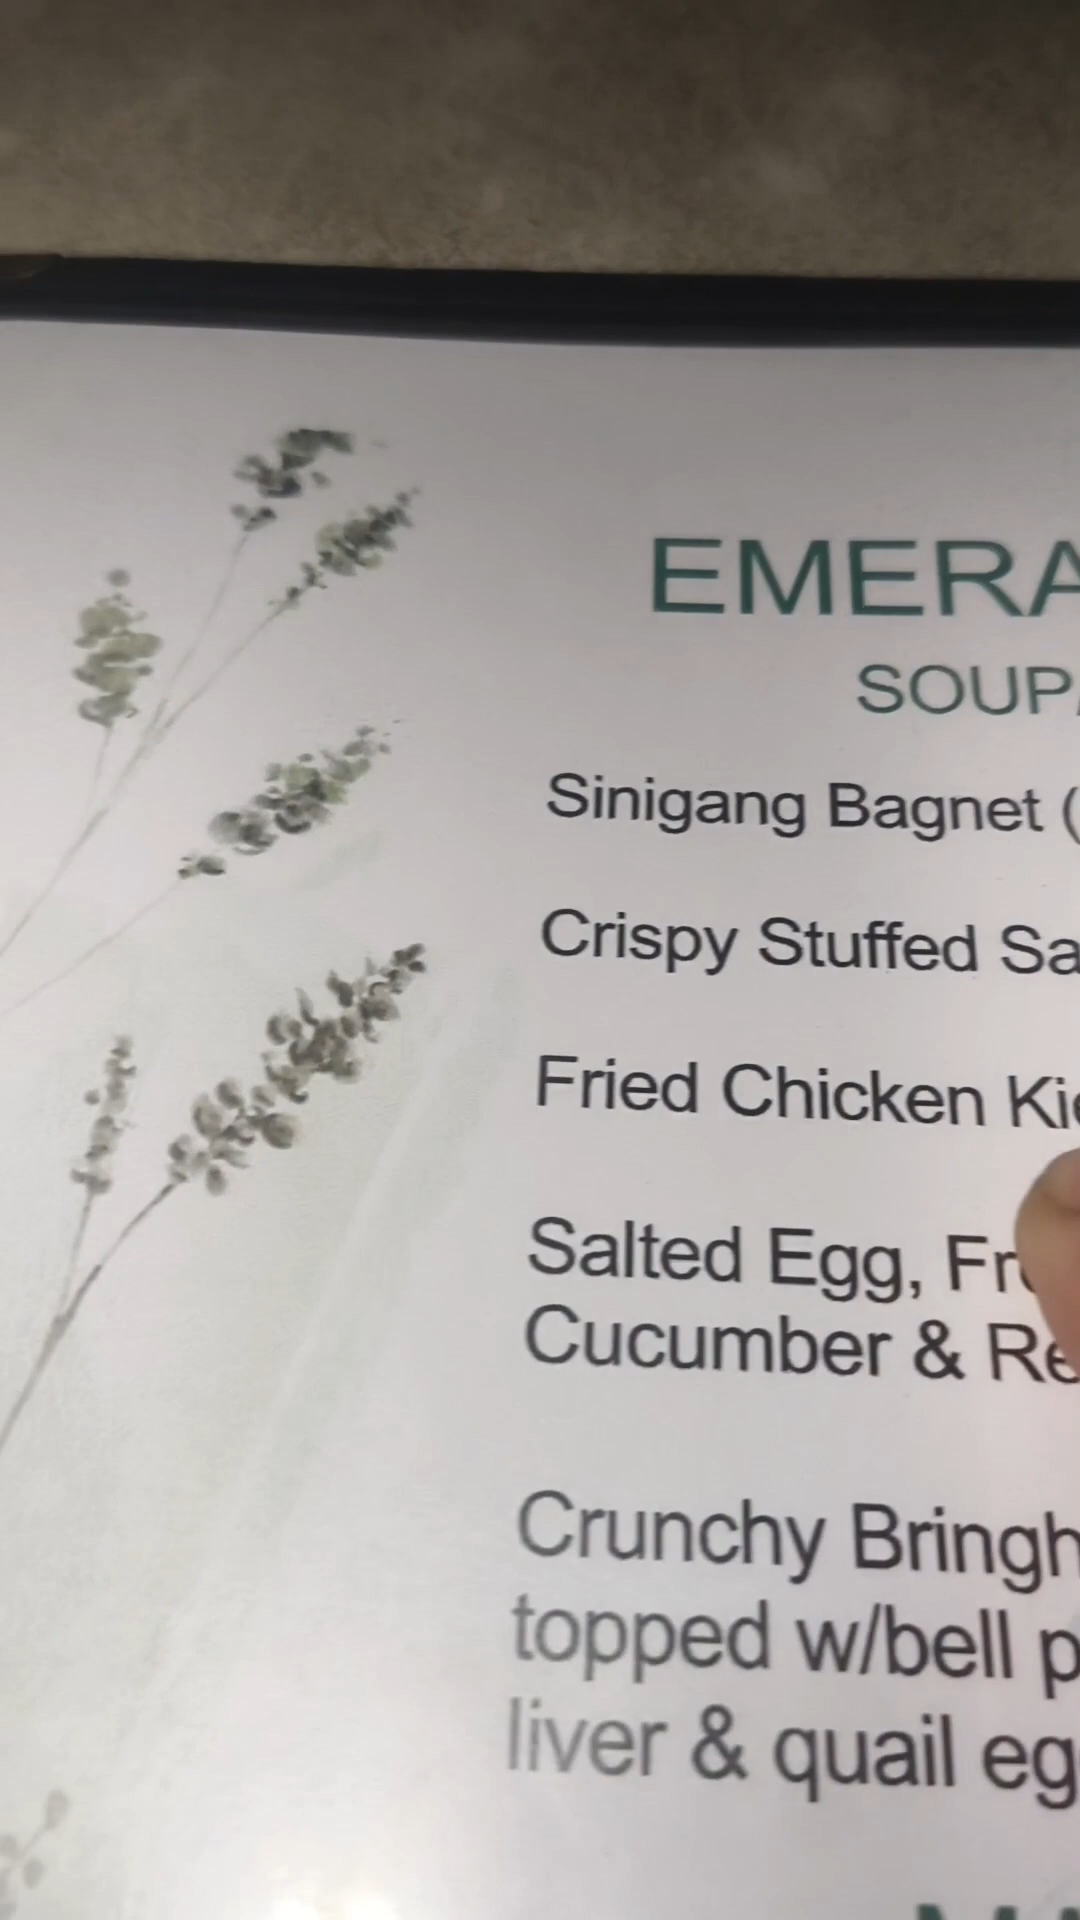 EMERA
SOUP
Sinigang Bagnet (
Crispy Stuffed Sa
Fried Chicken Ki
Salted Egg, Fr
Cucumber & Re
Crunchy Bringh
topped w/bell p
liver & quail eg